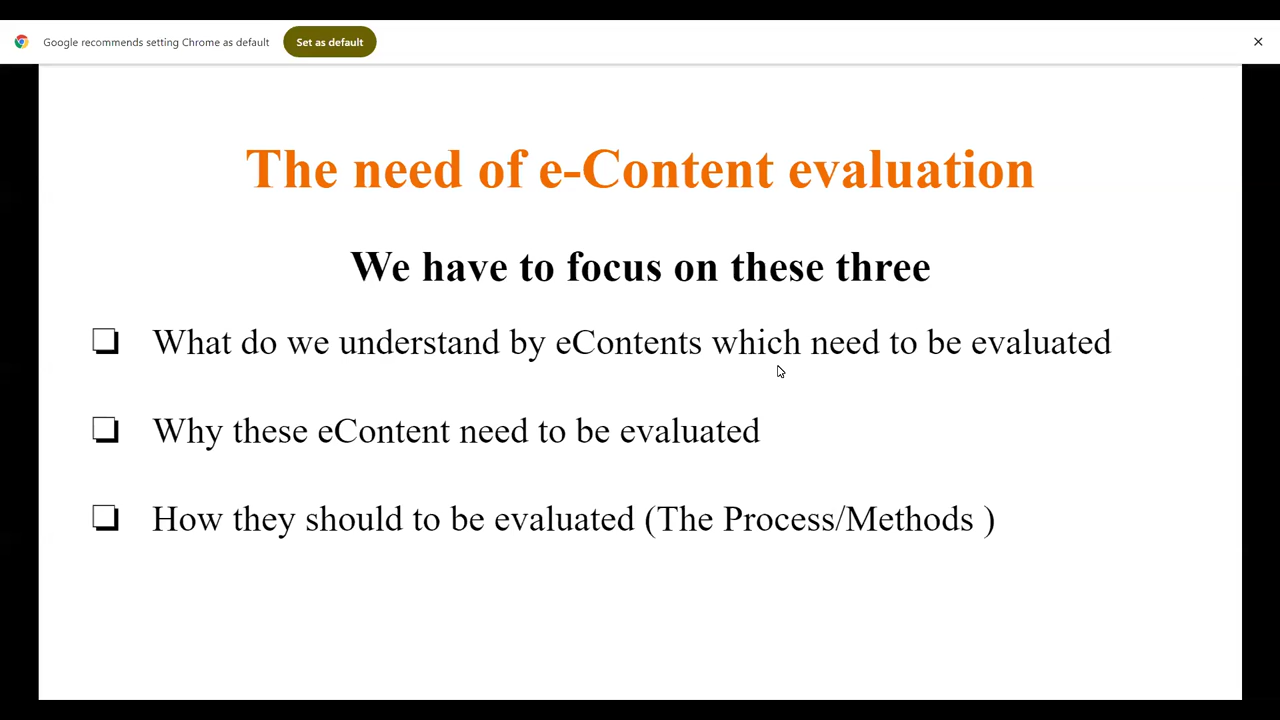 Google recommends setting Chrome as default
Set as default
The need of e-Content evaluation
We have to focus on these three
What do we understand by eContents which need to be evaluated
Why these eContent need to be evaluated
How they should to be evaluated (The Process/Methods )